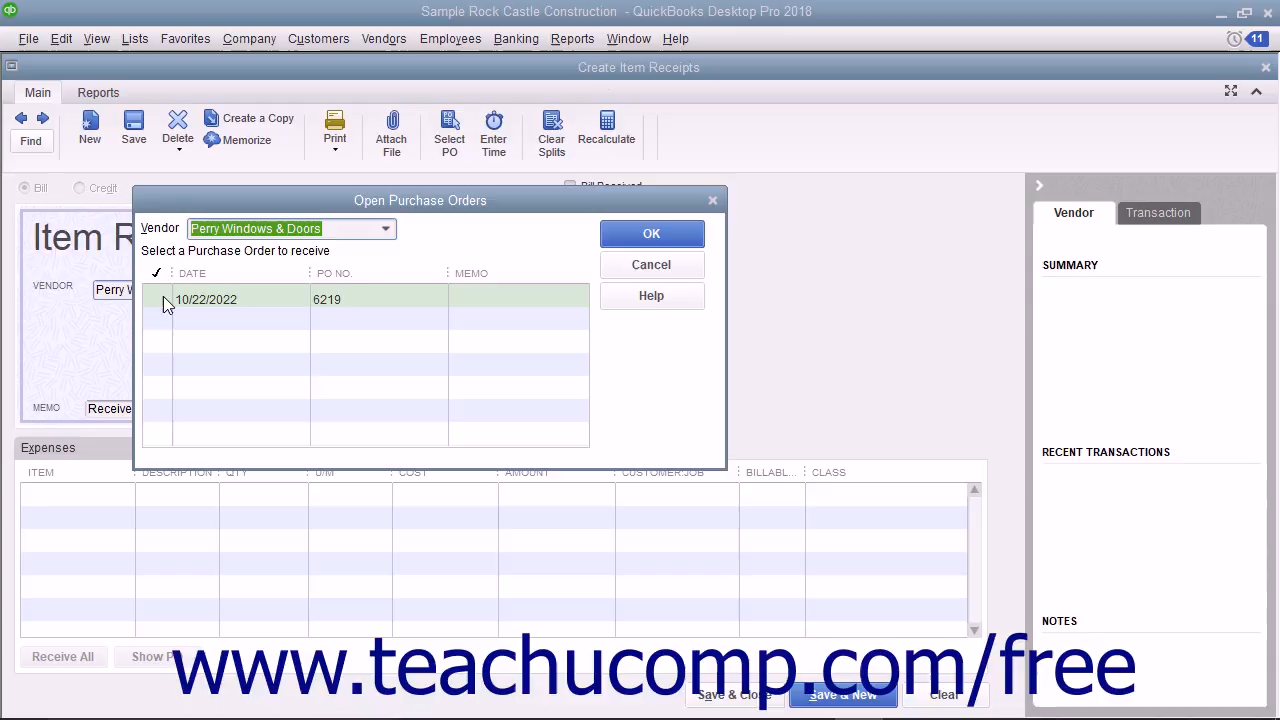 qb
Sample Rock Castle Construction - QuickBooks Desktop Pro 2018
File Edit View Lists Favorites Company Customers Vendors Employees Banking Reports Window Help 11
Create Item Receipts
Main Reports
Find New Save Delete Create a Copy Memorize Print Attach File Select PO Enter Time Clear Splits Recalculate
Bill Credit Bill Received
Item R
VENDOR Perry W
MEMO Receive
Open Purchase Orders
Vendor Perry Windows & Doors
Select a Purchase Order to receive
DATE PO NO. MEMO
10/22/2022 6219
OK
Cancel
Help
Expenses
ITEM DESCRIPTION QTY U/M COST AMOUNT CUSTOMER:JOB BILLABL... CLASS
Receive All Show P
Save & Close Save & New Clear
Vendor Transaction
SUMMARY
RECENT TRANSACTIONS
NOTES
www.teachucomp.com/free